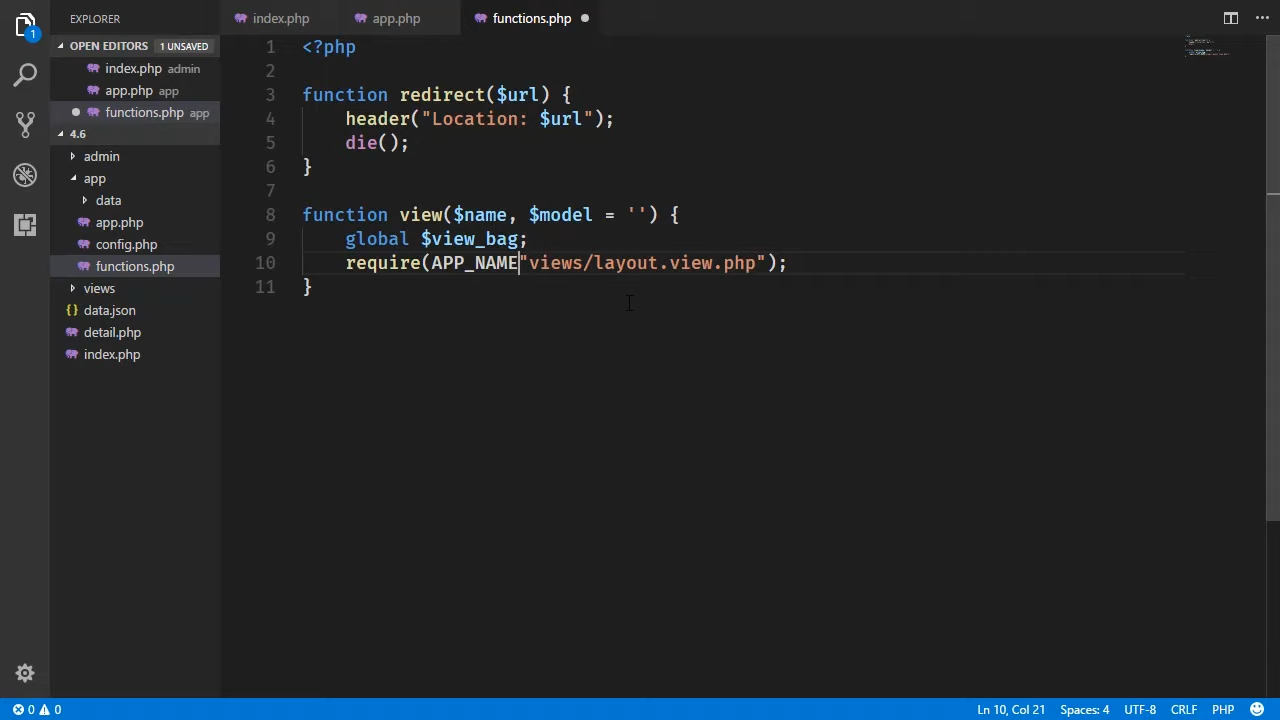 EXPLORER
OPEN EDITORS 1 UNSAVED
index.php admin
app.php app
functions.php app
4.6
admin
app
data
app.php
config.php
functions.php
views
data.json
detail.php
index.php
index.php app.php functions.php
1 <?php
2
3 function redirect($url) {
4 header("Location: $url");
5 die();
6 }
7
8 function view($name, $model = '') {
9 global $view_bag;
10 require(APP_NAME"views/layout.view.php");
11 }
1
0 0 Ln 10, Col 21 Spaces: 4 UTF-8 CRLF PHP